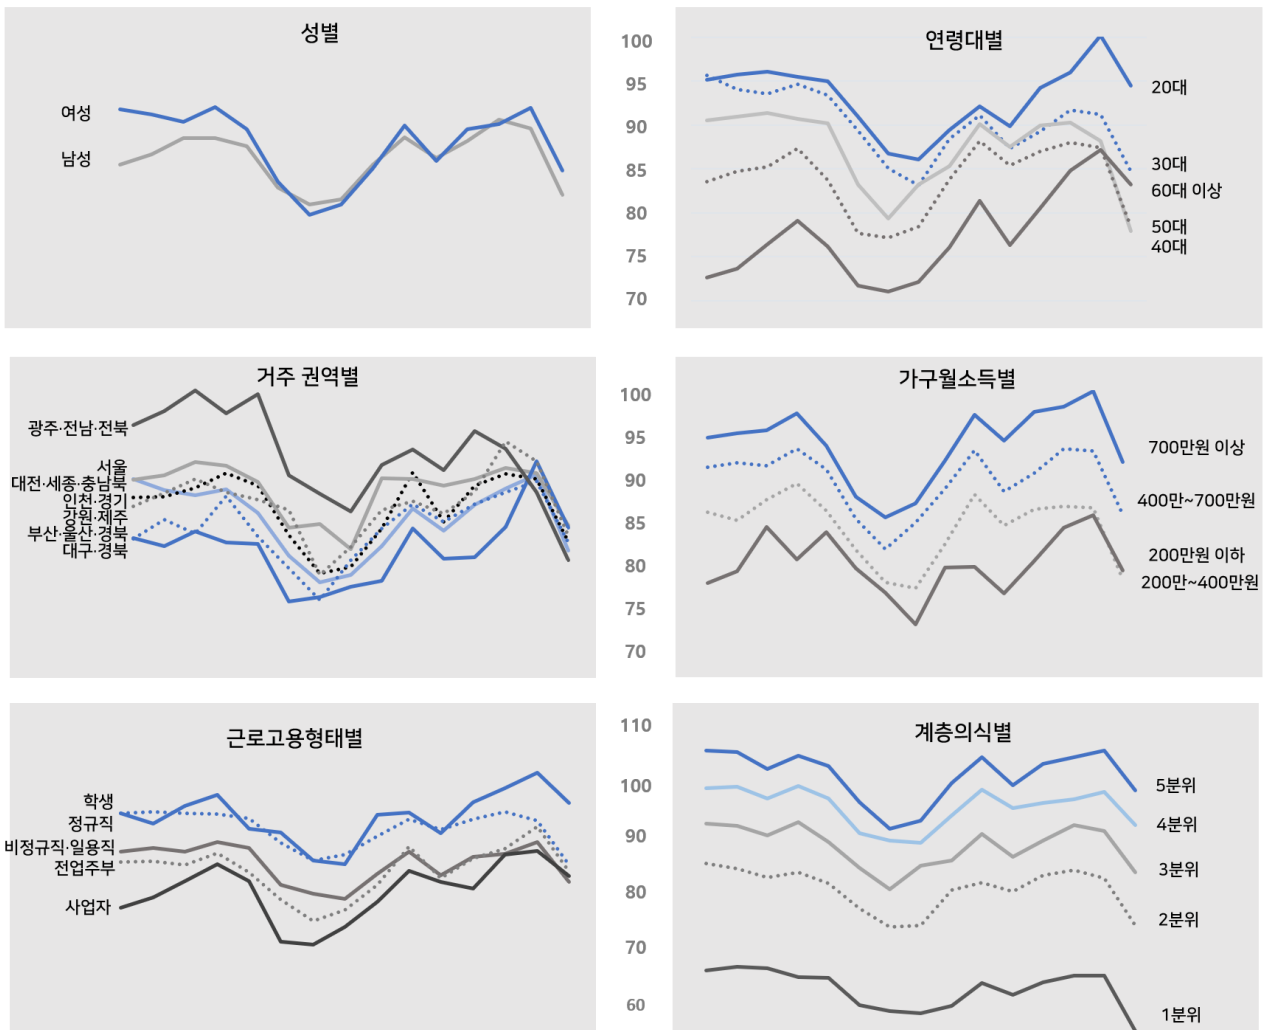 성별
여성
남성
100
95
90
85
80
75
70
연령대별
20대
30대
60대 이상
50대
40대
거주 권역별
광주·전남·전북
서울
대전·세종·충남북
인천·경기
강원·제주
부산·울산·경북
대구·경북
100
95
90
85
80
75
70
가구월소득별
700만원 이상
400만~700만원
200만원 이하
200만~400만원
근로고용형태별
학생
정규직
비정규직·일용직
전업주부
사업자
110
100
90
80
70
60
계층의식별
5분위
4분위
3분위
2분위
1분위